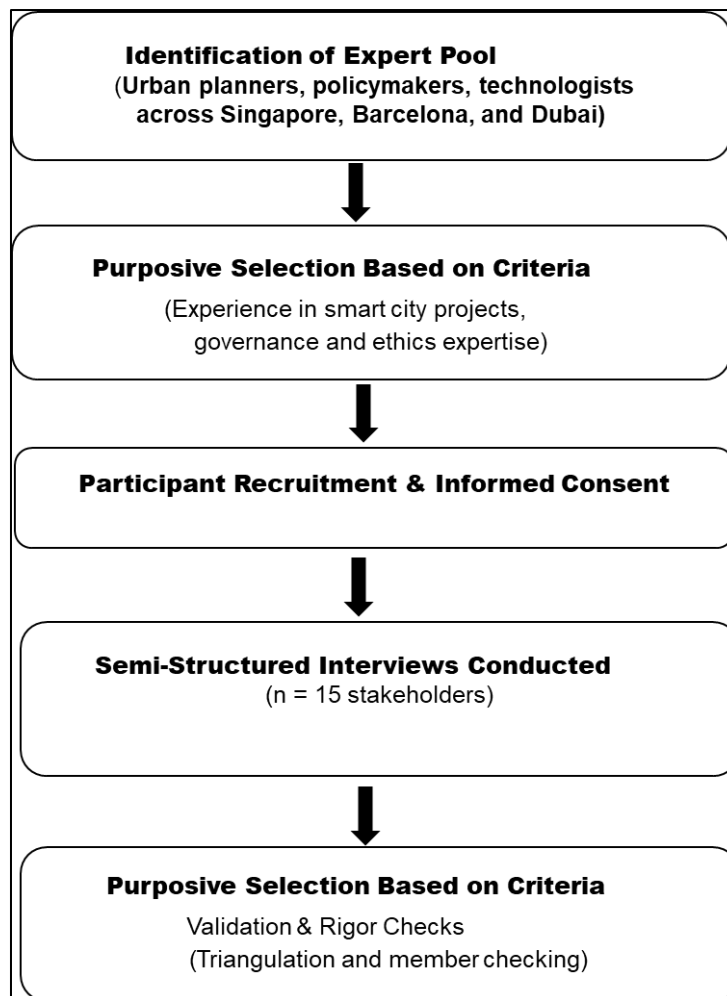 Identification of Expert Pool
(Urban planners, policymakers, technologists
across Singapore, Barcelona, and Dubai)
Purposive Selection Based on Criteria
(Experience in smart city projects,
governance and ethics expertise)
Participant Recruitment & Informed Consent
Semi-Structured Interviews Conducted
(n = 15 stakeholders)
Purposive Selection Based on Criteria
Validation & Rigor Checks
(Triangulation and member checking)